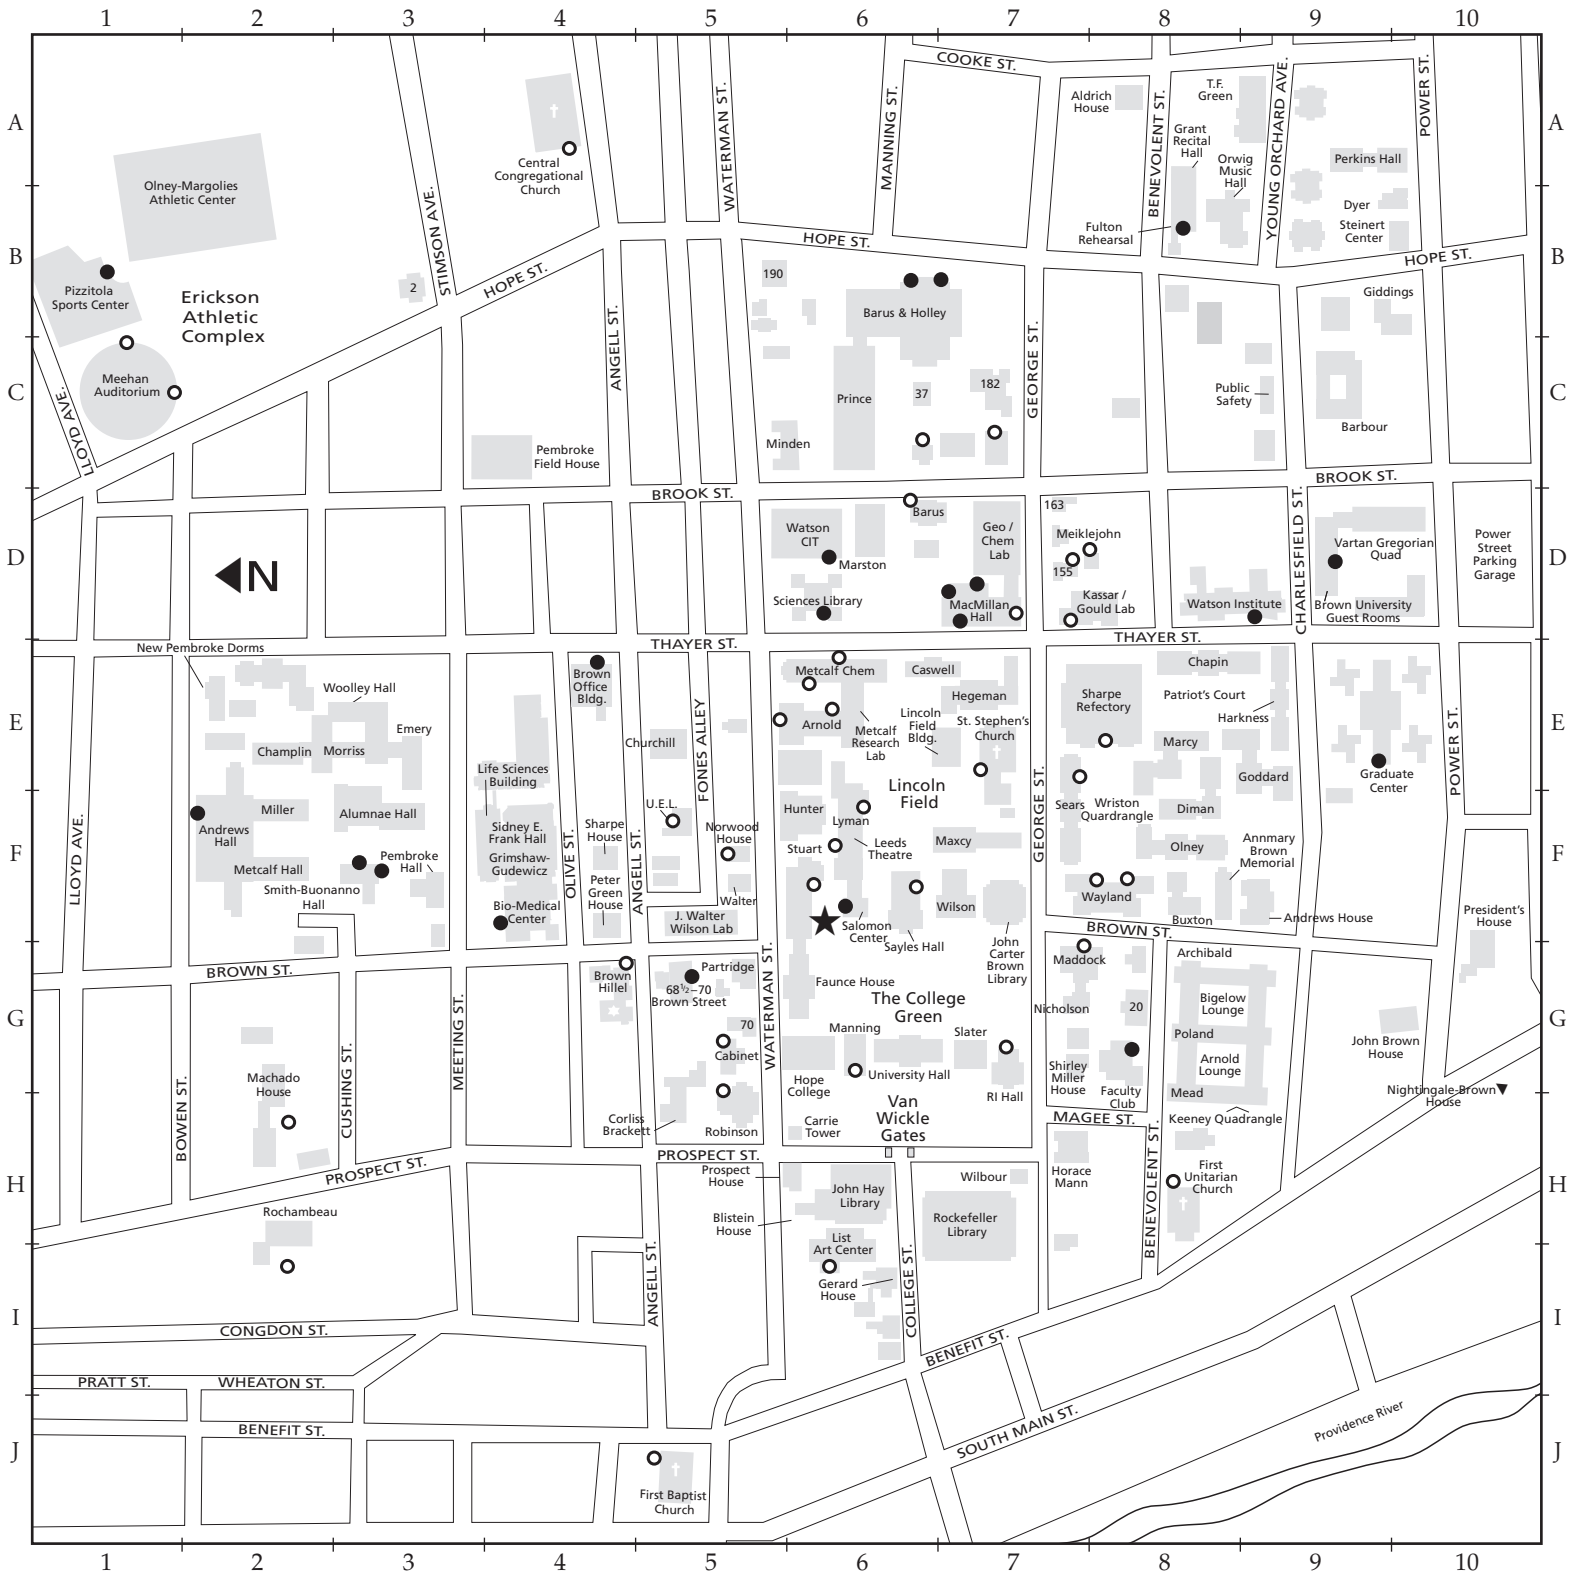 1 2 3 4 5 6 7 8 9 10
A
B
C
D
E
F
G
H
I
J
A
B
C
D
E
F
G
H
I
J
COOKE ST.
WATERMAN ST.
MANNING ST.
BENEVOLENT ST.
YOUNG ORCHARD AVE.
POWER ST.
STIMSON AVE.
Central
Congregational
Church
Aldrich
House
T.F.
Green
Grant
Recital
Hall
Orwig
Music
Hall
Fulton
Rehearsal
Perkins Hall
Dyer
Steinert
Center
Olney-Margolies
Athletic Center
Pizzitola
Sports Center
Erickson
Athletic
Complex
2
HOPE ST.
HOPE ST.
HOPE ST.
190
Barus & Holley
Giddings
Meehan
Auditorium
LLOYD AVE.
ANGELL ST.
GEORGE ST.
Prince
37
182
Minden
Public
Safety
Barbour
Pembroke
Field House
BROOK ST.
BROOK ST.
N
Watson
CIT
Marston
Barus
Geo /
Chem
Lab
Sciences Library
MacMillan
Hall
163
Meiklejohn
155
Kassar /
Gould Lab
Watson Institute
CHARLESFIELD ST.
Vartan Gregorian
Quad
Brown University
Guest Rooms
Power
Street
Parking
Garage
THAYER ST.
THAYER ST.
New Pembroke Dorms
Woolley Hall
Emery
Champlin
Morriss
Brown
Office
Bldg.
Churchill
FONES ALLEY
Metcalf Chem
Caswell
Hegeman
Arnold
Metcalf
Research
Lab
Lincoln
Field
Bldg.
St. Stephen's
Church
Sharpe
Refectory
Chapin
Patriot's Court
Harkness
Marcy
Goddard
Graduate
Center
POWER ST.
Life Sciences
Building
Lincoln
Field
GEORGE ST.
Sears
Wriston
Quadrangle
Diman
LLOYD AVE.
Andrews
Hall
Miller
Alumnae Hall
Metcalf Hall
Smith-Buonanno
Hall
Pembroke
Hall
Sidney E.
Frank Hall
Grimshaw-
Gudewicz
Bio-Medical
Center
OLIVE ST.
Sharpe
House
Peter
Green
House
ANGELL ST.
U.E.L.
Norwood
House
Walter
J. Walter
Wilson Lab
Hunter
Lyman
Stuart
Leeds
Theatre
Maxcy
Salomon
Center
Sayles Hall
Wilson
John
Carter
Brown
Library
Olney
Annmary
Brown
Memorial
Wayland
Buxton
Andrews House
President's
House
BROWN ST.
BROWN ST.
Brown
Hillel
Partridge
68½–70
Brown Street
70
Cabinet
WATERMAN ST.
Faunce House
The College
Green
Manning
Slater
Hope
College
University Hall
RI Hall
Maddock
Nicholson
20
Shirley
Miller
House
Faculty
Club
Archibald
Bigelow
Lounge
Poland
Arnold
Lounge
Mead
Keeney Quadrangle
John Brown
House
Nightingale-Brown
House
BOWEN ST.
Machado
House
CUSHING ST.
MEETING ST.
Corliss
Brackett
Robinson
Carrie
Tower
Van
Wickle
Gates
MAGEE ST.
PROSPECT ST.
PROSPECT ST.
Rochambeau
Prospect
House
Blistein
House
John Hay
Library
List
Art Center
Gerard
House
COLLEGE ST.
Wilbour
Rockefeller
Library
Horace
Mann
BENEVOLENT ST.
First
Unitarian
Church
ANGELL ST.
CONGDON ST.
PRATT ST.
WHEATON ST.
BENEFIT ST.
BENEFIT ST.
SOUTH MAIN ST.
Providence River
First Baptist
Church
1 2 3 4 5 6 7 8 9 10